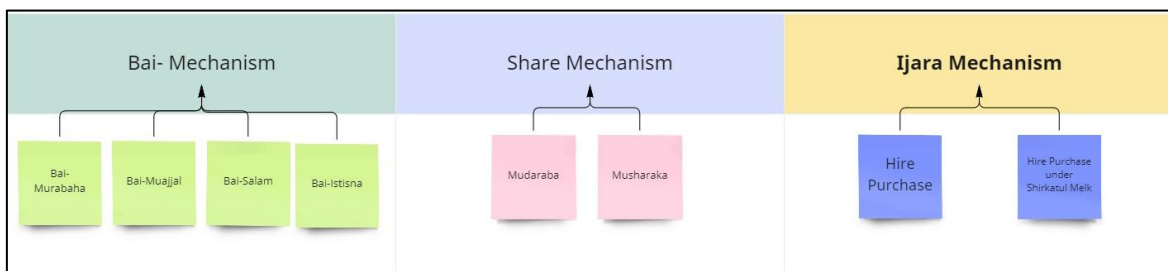 Bai- Mechanism
Share Mechanism
Ijara Mechanism
Bai-
Murabaha
Bai-Muajjal
Bai-Salam
Bai-Istisna
Mudaraba
Musharaka
Hire
Purchase
Hire Purchase
under
Shirkatul Melk